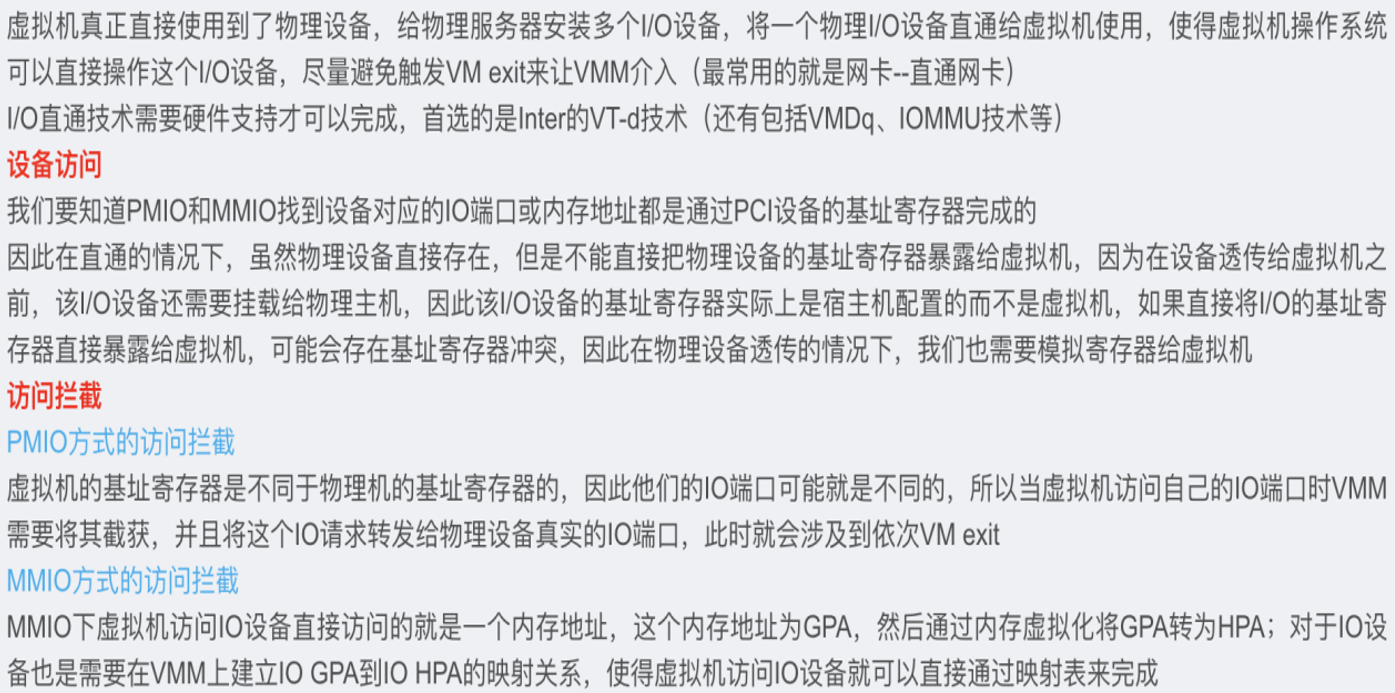 虚拟机真正直接使用到了物理设备，给物理服务器安装多个I/O设备，将一个物理I/O设备直通给虚拟机使用，使得虚拟机操作系统
可以直接操作这个I/O设备，尽量避免触发VM exit来让VMM介入（最常用的就是网卡--直通网卡）
I/O直通技术需要硬件支持才可以完成，首选的是Inter的VT-d技术（还有包括VMDq、IOMMU技术等）
设备访问
我们要知道PMIO和MMIO找到设备对应的IO端口或内存地址都是通过PCI设备的基址寄存器完成的
因此在直通的情况下，虽然物理设备直接存在，但是不能直接把物理设备的基址寄存器暴露给虚拟机，因为在设备透传给虚拟机之
前，该I/O设备还需要挂载给物理主机，因此该I/O设备的基址寄存器实际上是宿主机配置的而不是虚拟机，如果直接将I/O的基址寄
存器直接暴露给虚拟机，可能会存在基址寄存器冲突，因此在物理设备透传的情况下，我们也需要模拟寄存器给虚拟机
访问拦截
PMIO方式的访问拦截
虚拟机的基址寄存器是不同于物理机的基址寄存器的，因此他们的IO端口可能就是不同的，所以当虚拟机访问自己的IO端口时VMM
需要将其截获，并且将这个IO请求转发给物理设备真实的IO端口，此时就会涉及到依次VM exit
MMIO方式的访问拦截
MMIO下虚拟机访问IO设备直接访问的就是一个内存地址，这个内存地址为GPA，然后通过内存虚拟化将GPA转为HPA；对于IO设
备也是需要在VMM上建立IO GPA到IO HPA的映射关系，使得虚拟机访问IO设备就可以直接通过映射表来完成